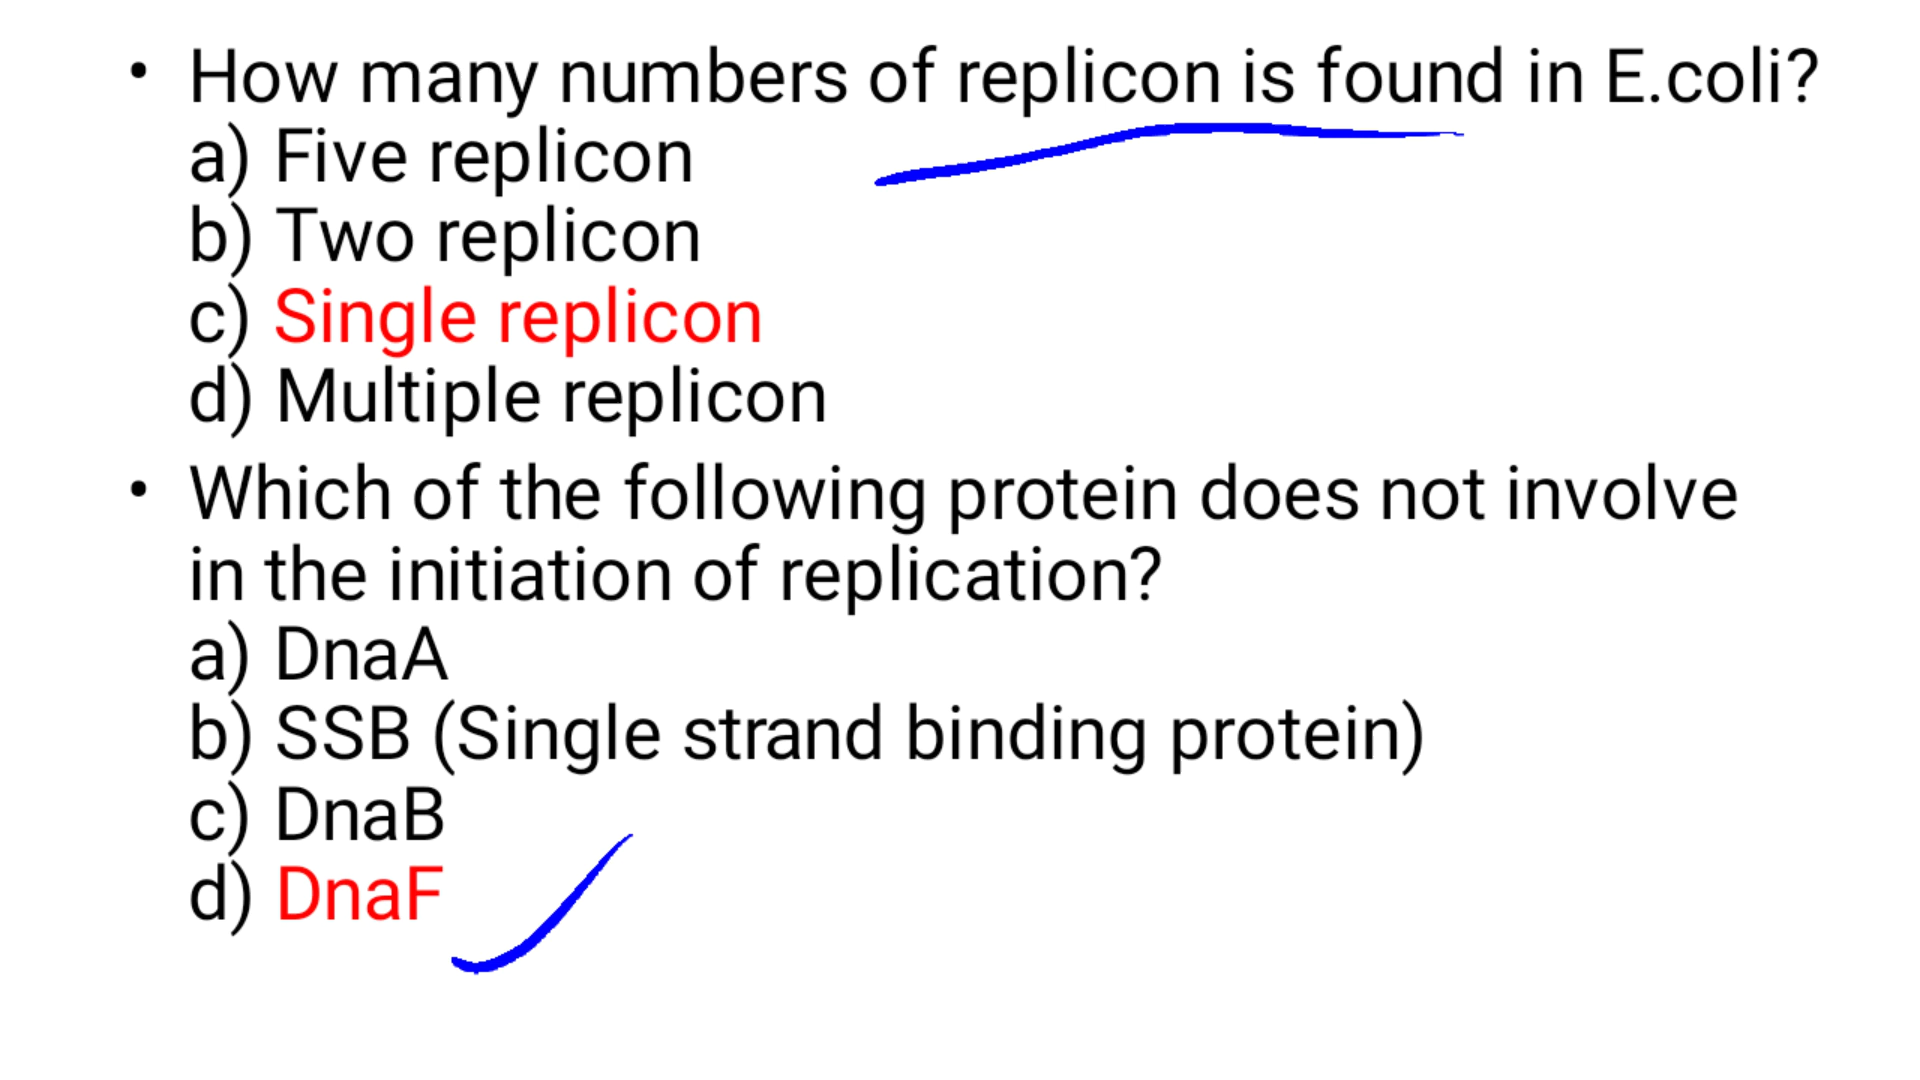 • How many numbers of replicon is found in E.coli?
a) Five replicon
b) Two replicon
c) Single replicon
d) Multiple replicon
• Which of the following protein does not involve
in the initiation of replication?
a) DnaA
b) SSB (Single strand binding protein)
c) DnaB
d) DnaF